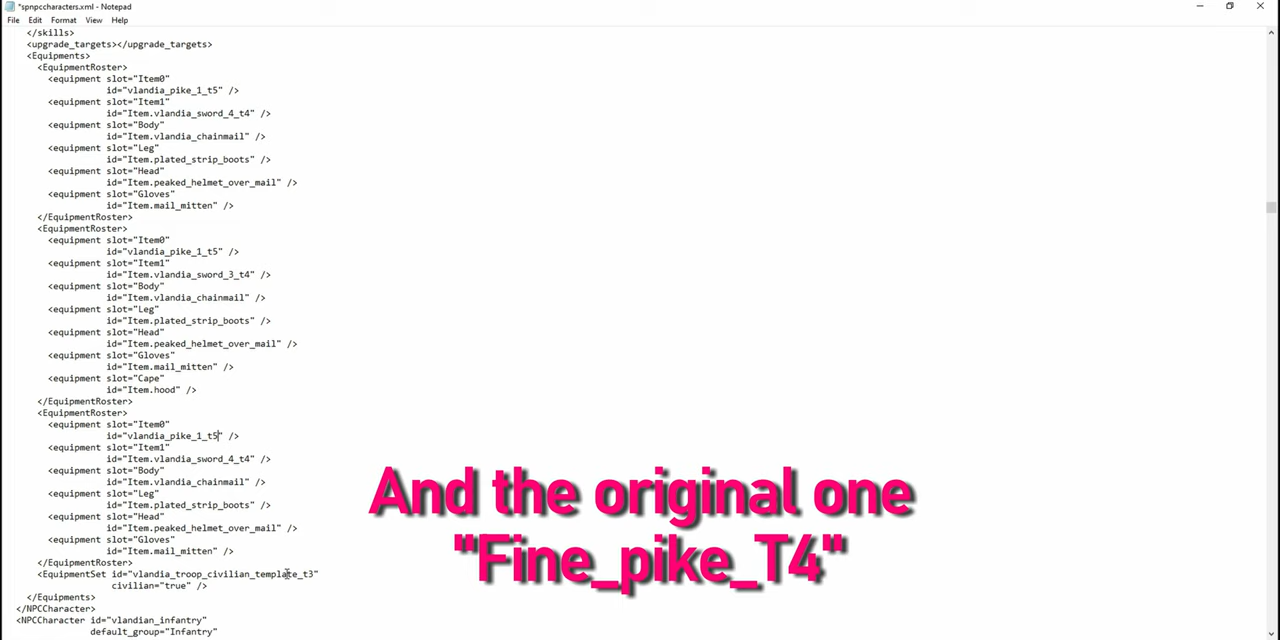 *spnpccharacters.xml - Notepad
File Edit Format View Help
</skills>
<upgrade_targets></upgrade_targets>
<Equipments>
<EquipmentRoster>
<equipment slot="Item0"
id="vlandia_pike_1_t5" />
<equipment slot="Item1"
id="Item.vlandia_sword_4_t4" />
<equipment slot="Body"
id="Item.vlandia_chainmail" />
<equipment slot="Leg"
id="Item.plated_strip_boots" />
<equipment slot="Head"
id="Item.peaked_helmet_over_mail" />
<equipment slot="Gloves"
id="Item.mail_mitten" />
</EquipmentRoster>
<EquipmentRoster>
<equipment slot="Item0"
id="vlandia_pike_1_t5" />
<equipment slot="Item1"
id="Item.vlandia_sword_3_t4" />
<equipment slot="Body"
id="Item.vlandia_chainmail" />
<equipment slot="Leg"
id="Item.plated_strip_boots" />
<equipment slot="Head"
id="Item.peaked_helmet_over_mail" />
<equipment slot="Gloves"
id="Item.mail_mitten" />
<equipment slot="Cape"
id="Item.hood" />
</EquipmentRoster>
<EquipmentRoster>
<equipment slot="Item0"
id="vlandia_pike_1_t5" />
<equipment slot="Item1"
id="Item.vlandia_sword_4_t4" />
<equipment slot="Body"
id="Item.vlandia_chainmail" />
<equipment slot="Leg"
id="Item.plated_strip_boots" />
<equipment slot="Head"
id="Item.peaked_helmet_over_mail" />
<equipment slot="Gloves"
id="Item.mail_mitten" />
</EquipmentRoster>
<EquipmentSet id="vlandia_troop_civilian_template_t3"
civilian="true" />
</Equipments>
</NPCCharacter>
<NPCCharacter id="vlandian_infantry"
default_group="Infantry"
And the original one
"Fine_pike_T4"